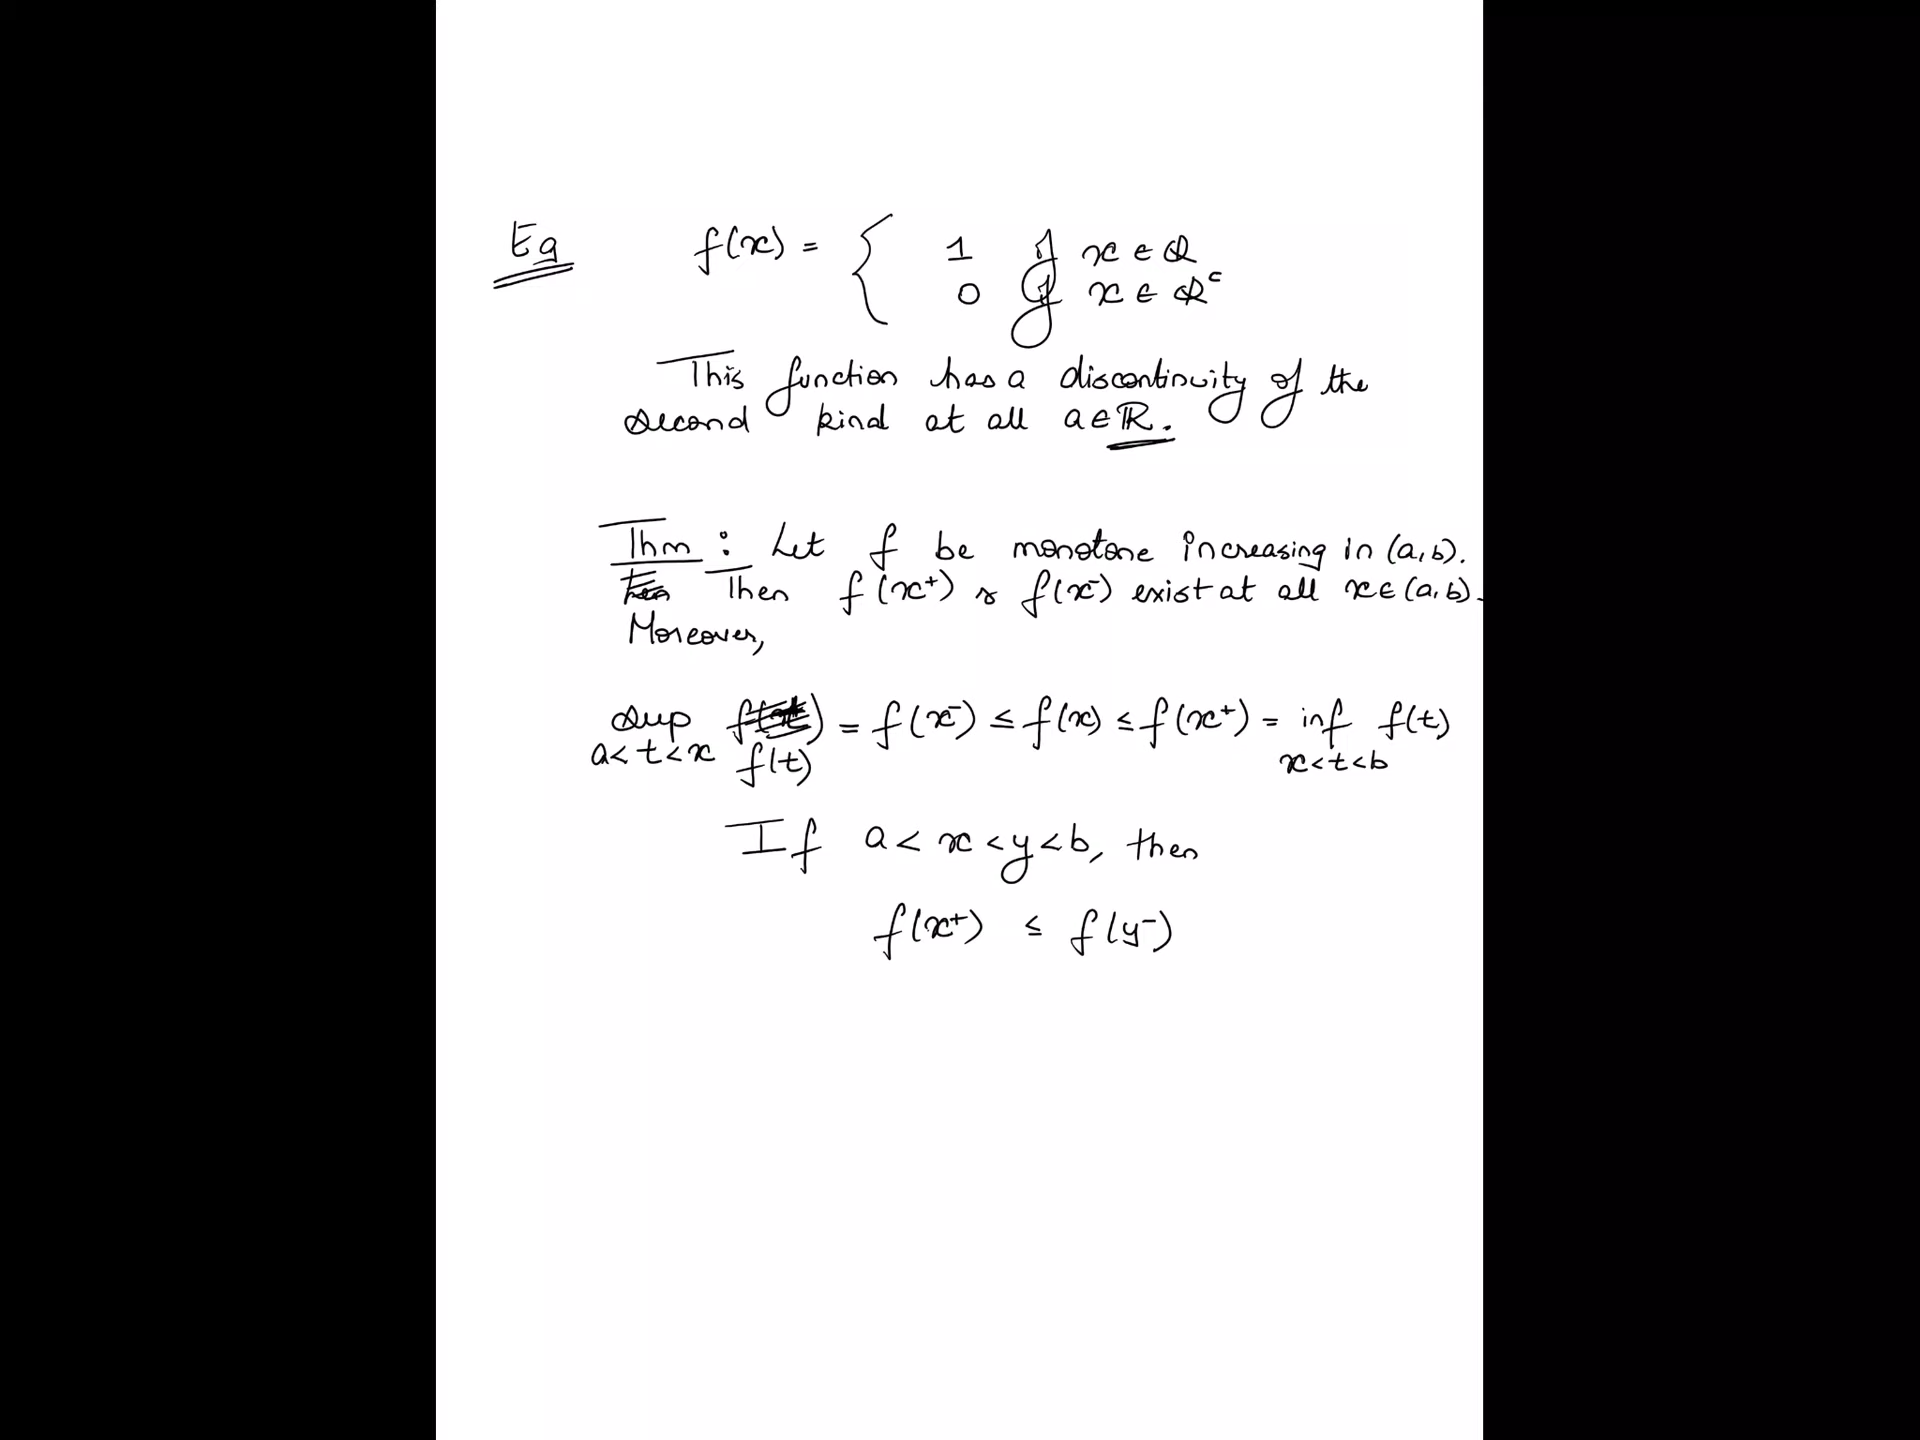 Eg f(x) = { 1 if x ∈ Q
0 if x ∈ Q^c
This function has a discontinuity of the
second kind at all a ∈ ℝ.
Thm : Let f be monotone increasing in (a,b).
Then f(x⁺) & f(x⁻) exist at all x ∈ (a,b).
Moreover,
sup f(t) = f(x⁻) ≤ f(x) ≤ f(x⁺) = inf f(t)
a<t<x x<t<b
If a < x < y < b, then
f(x⁺) ≤ f(y⁻)